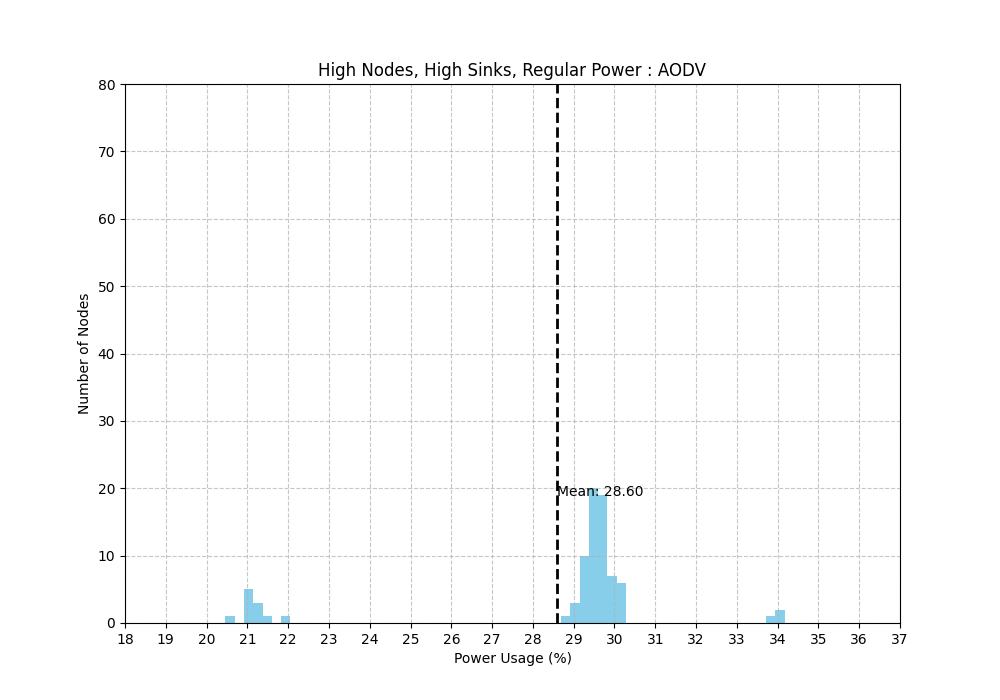 High Nodes, High Sinks, Regular Power : AODV
80
70
60
50
40
30
20
10
0
Number of Nodes
Mean: 28.60
18 19 20 21 22 23 24 25 26 27 28 29 30 31 32 33 34 35 36 37
Power Usage (%)